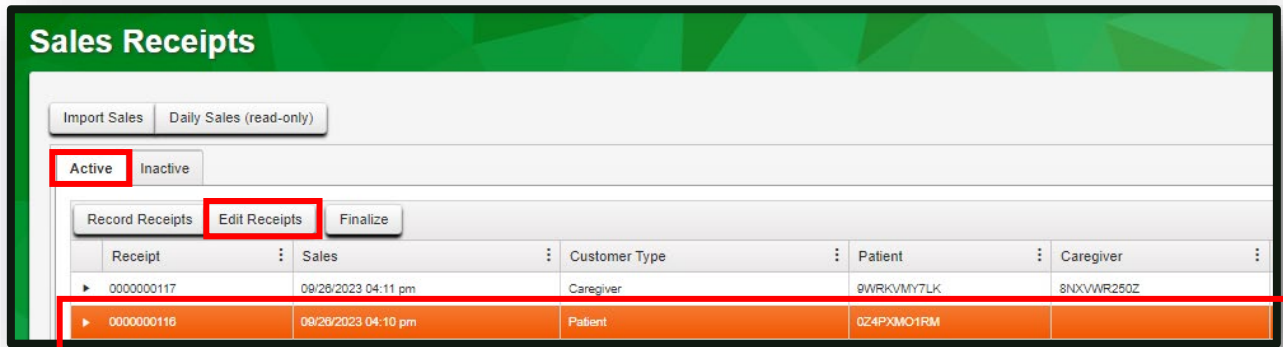 Sales Receipts
Import Sales Daily Sales (read-only)
Active Inactive
Record Receipts Edit Receipts Finalize
Receipt Sales Customer Type Patient Caregiver
0000000117 09/26/2023 04:11 pm Caregiver 9WRKVMY7LK 8NXVWR250Z
0000000116 09/26/2023 04:10 pm Patient 0Z4PXMO1RM